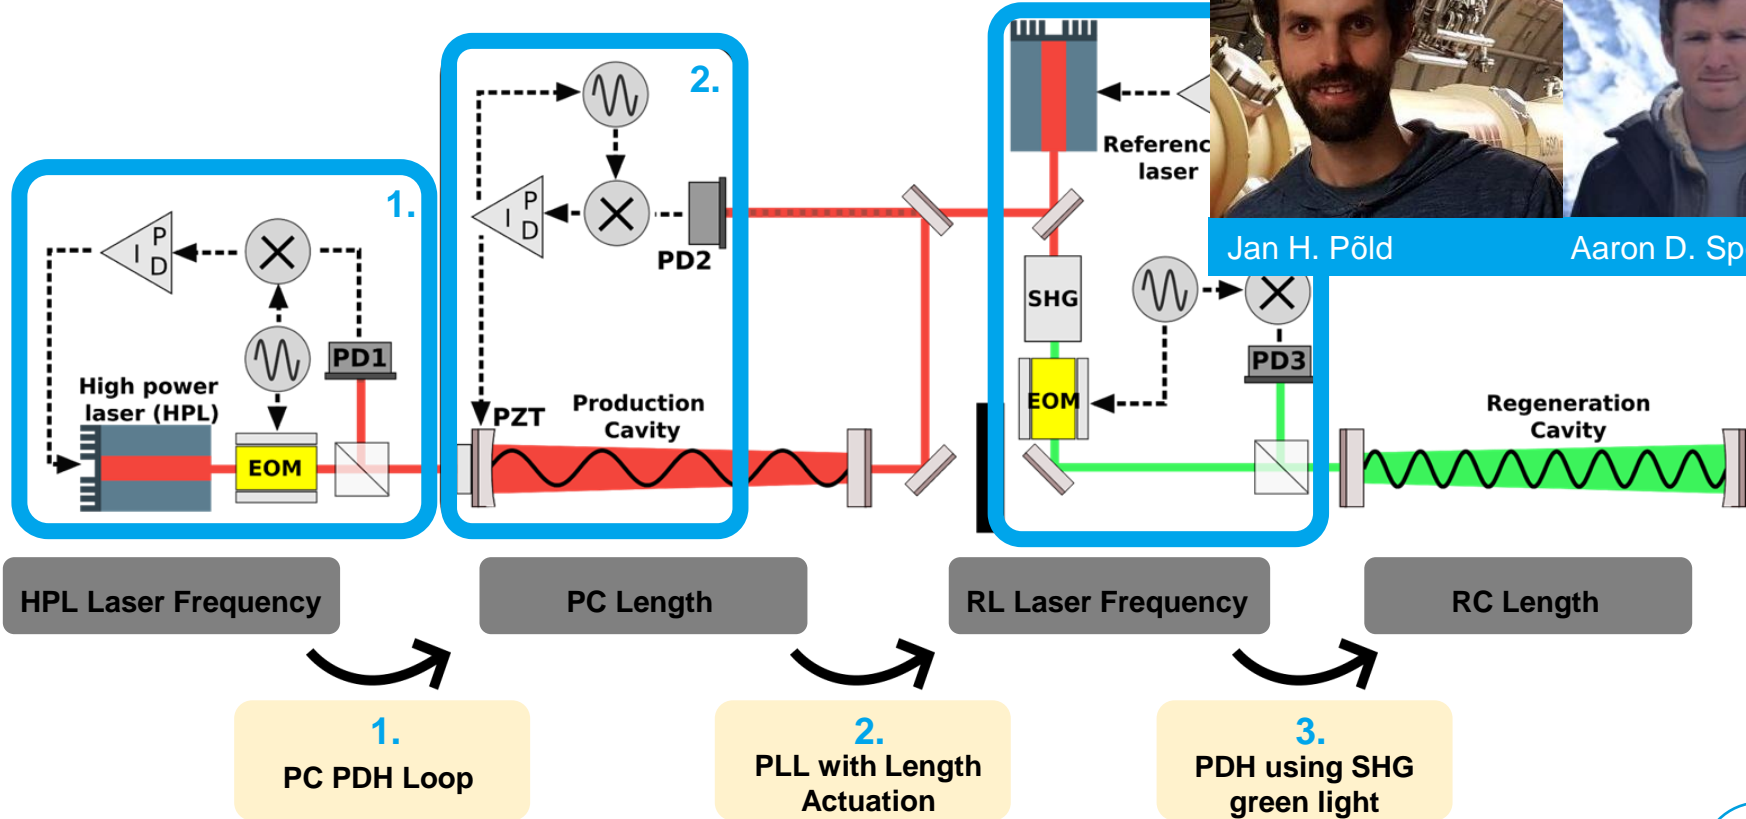 1.
P
I
D
PD1
High power
laser (HPL)
EOM
2.
P
I
D
PD2
PZT
Production
Cavity
laser
Jan H. Põld
Aaron D.
SHG
EOM
PD3
Regeneration
Cavity
HPL Laser Frequency
PC Length
RL Laser Frequency
RC Length
1.
PC PDH Loop
2.
PLL with Length
Actuation
3.
PDH using SHG
green light